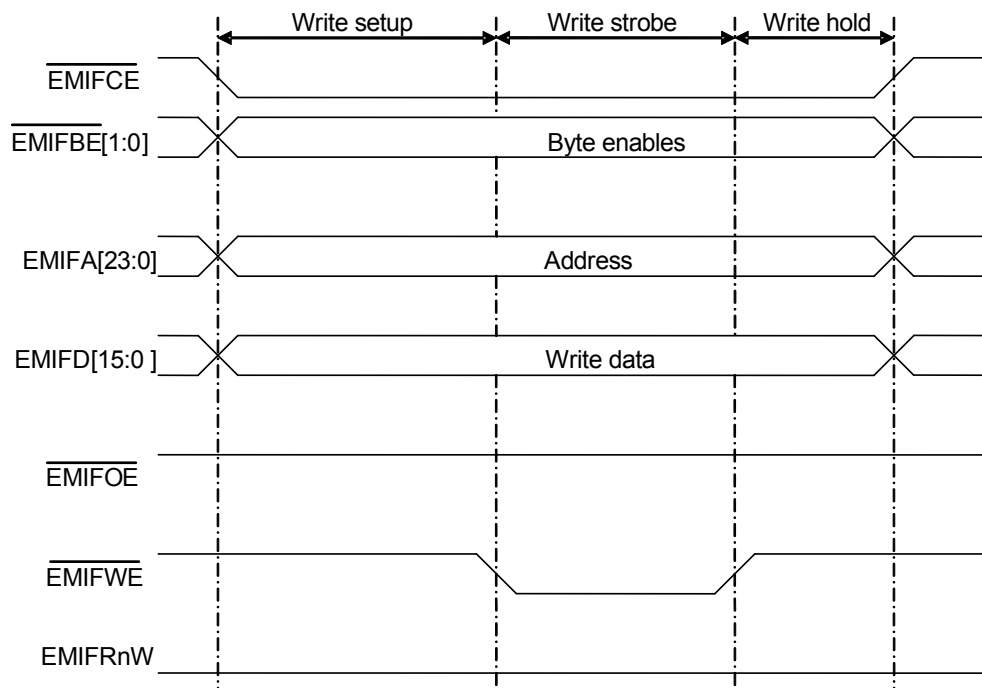 Write setup Write strobe Write hold
EMIFCE
EMIFBE[1:0] Byte enables
EMIFA[23:0] Address
EMIFD[15:0 ] Write data
EMIFOE
EMIFWE
EMIFRnW